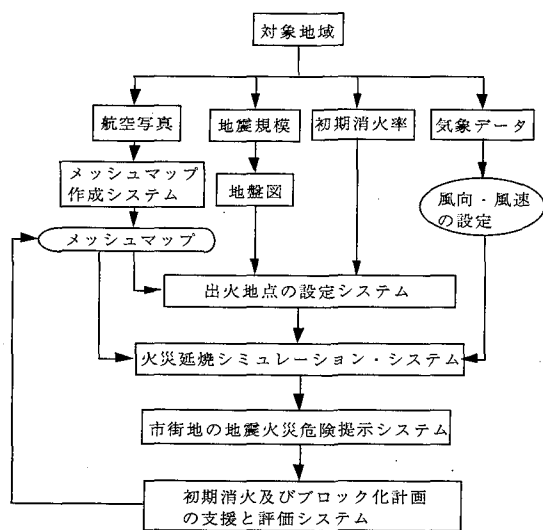 対象地域
航空写真
地震規模
初期消火率
気象データ
メッシュマップ
作成システム
地盤図
風向・風速
の設定
メッシュマップ
出火地点の設定システム
火災延焼シミュレーション・システム
市街地の地震火災危険提示システム
初期消火及びブロック化計画
の支援と評価システム